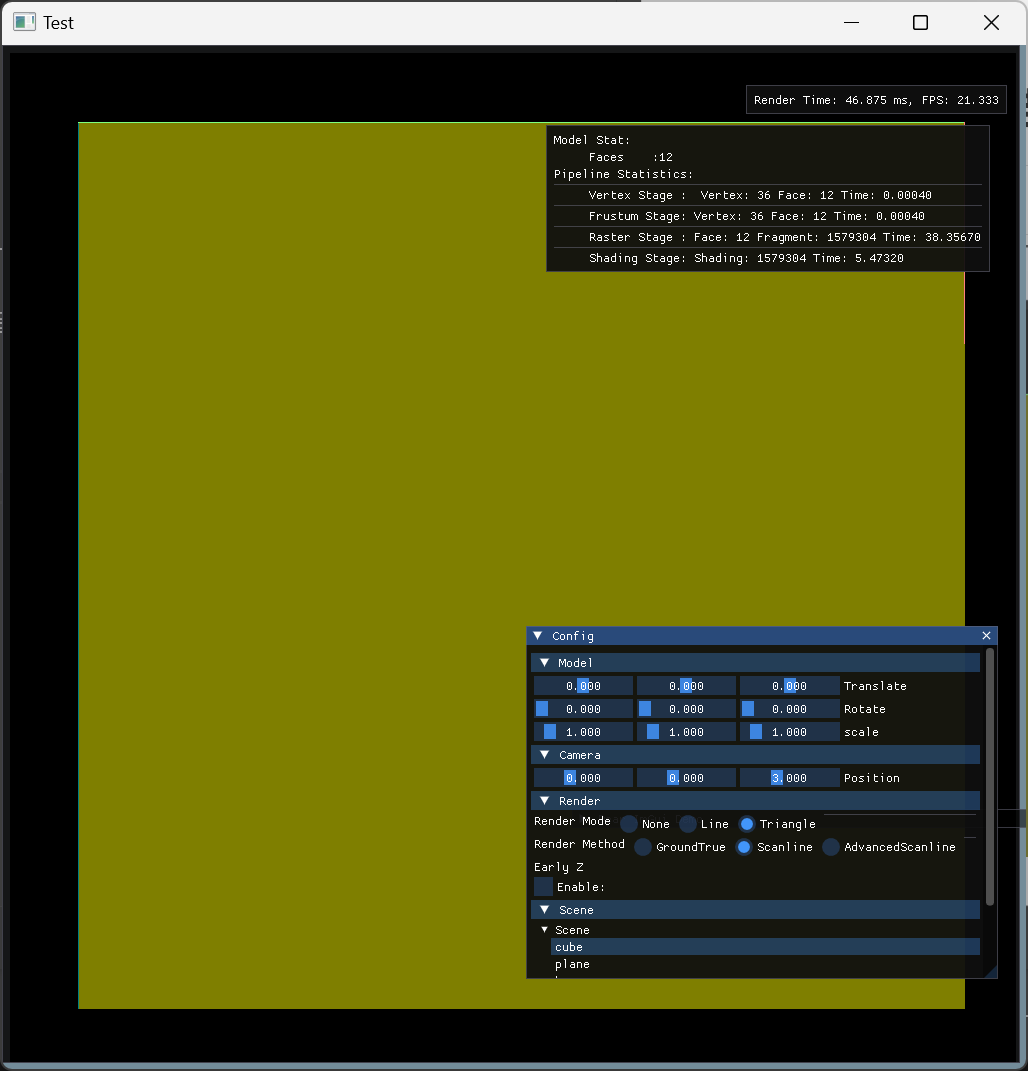 Test
Render Time: 46.875 ms, FPS: 21.333
Model Stat:
Faces :12
Pipeline Statistics:
Vertex Stage : Vertex: 36 Face: 12 Time: 0.00040
Frustum Stage: Vertex: 36 Face: 12 Time: 0.00040
Raster Stage : Face: 12 Fragment: 1579304 Time: 38.35670
Shading Stage: Shading: 1579304 Time: 5.47320
Config
Model
0.000 0.000 0.000 Translate
0.000 0.000 0.000 Rotate
1.000 1.000 1.000 scale
Camera
0.000 0.000 3.000 Position
Render
Render Mode None Line Triangle
Render Method GroundTrue Scanline AdvancedScanline
Early Z
Enable:
Scene
Scene
cube
plane